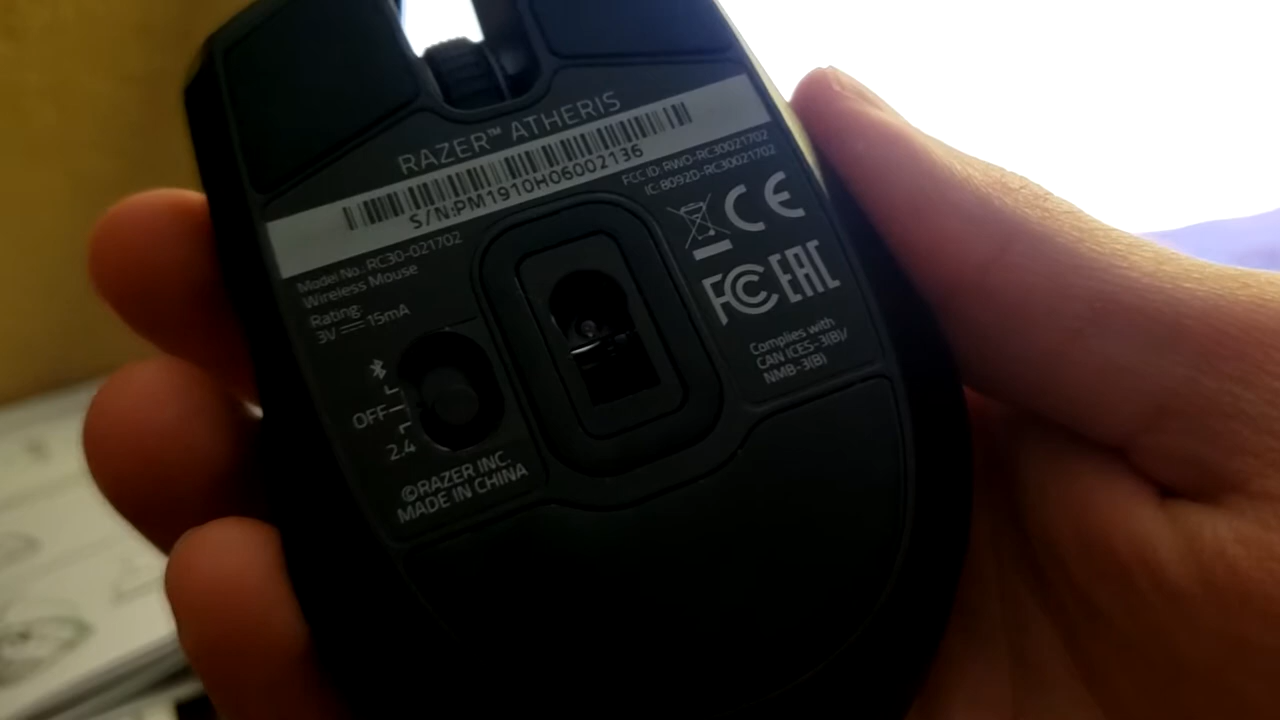 RAZER™ ATHERIS
S/N:PM1910H06002136
FCC ID: RWO-RC30021702
IC: 8092D-RC30021702
Model No.: RC30-021702
Wireless Mouse
Rating:
3V 15mA
OFF
2.4
©RAZER INC.
MADE IN CHINA
CE
FC EAC
Complies with
CAN ICES-3(B)/
NMB-3(B)